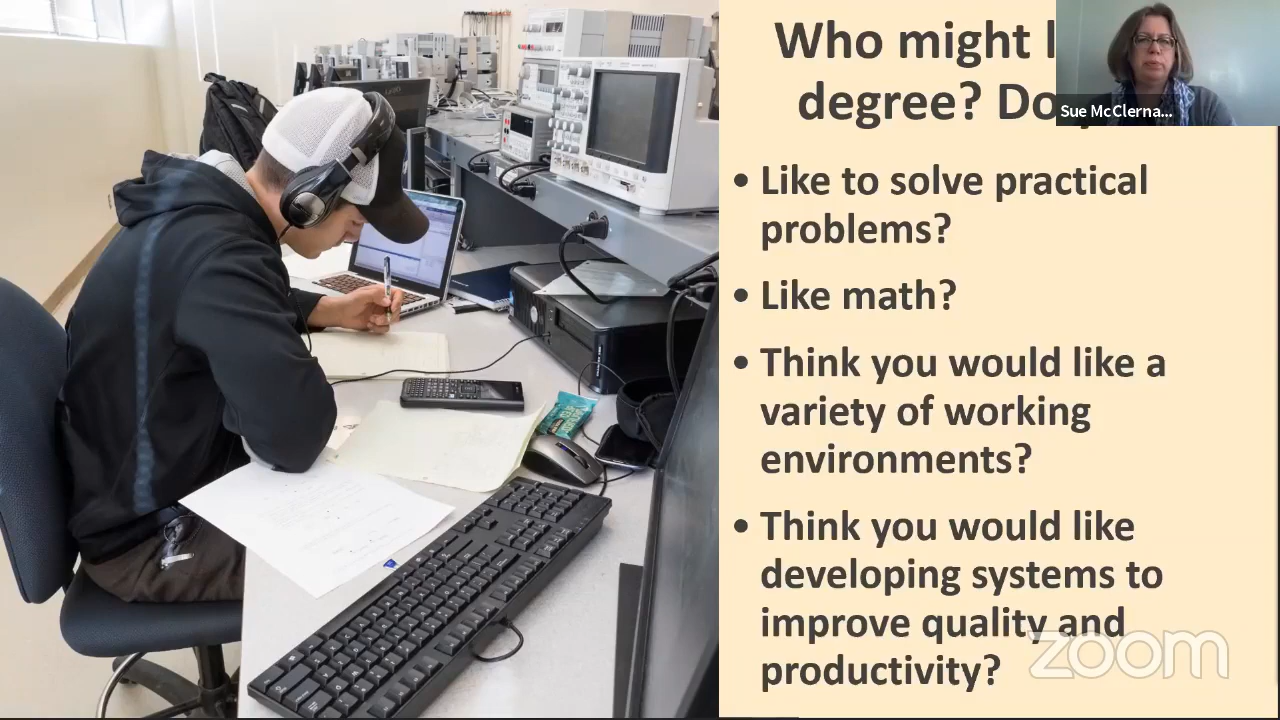 Who might l
degree? Do
Sue McClerna...
• Like to solve practical
problems?
• Like math?
• Think you would like a
variety of working
environments?
• Think you would like
developing systems to
improve quality and
productivity?
zoom